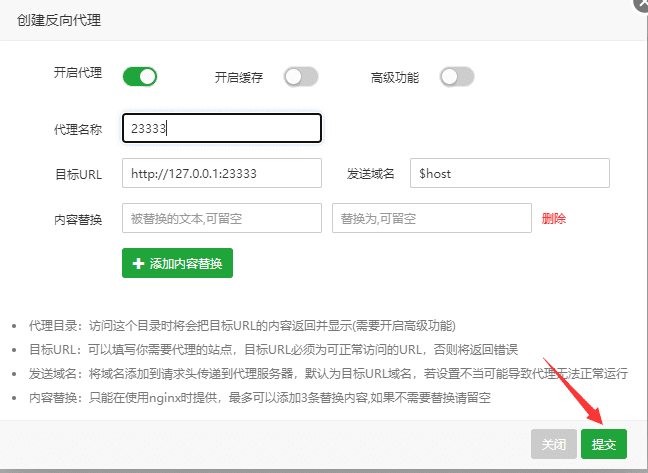 创建反向代理
开启代理 开启缓存 高级功能
代理名称 23333
目标URL http://127.0.0.1:23333 发送域名 $host
内容替换 被替换的文本,可留空 替换为,可留空 删除
添加内容替换
代理目录：访问这个目录时将会把目标URL的内容返回并显示(需要开启高级功能)
目标URL：可以填写你需要代理的站点，目标URL必须为可正常访问的URL，否则将返回错误
发送域名：将域名添加到请求头传递到代理服务器，默认为目标URL域名，若设置不当可能导致代理无法正常运行
内容替换：只能在使用nginx时提供，最多可以添加3条替换内容,如果不需要替换请留空
关闭 提交